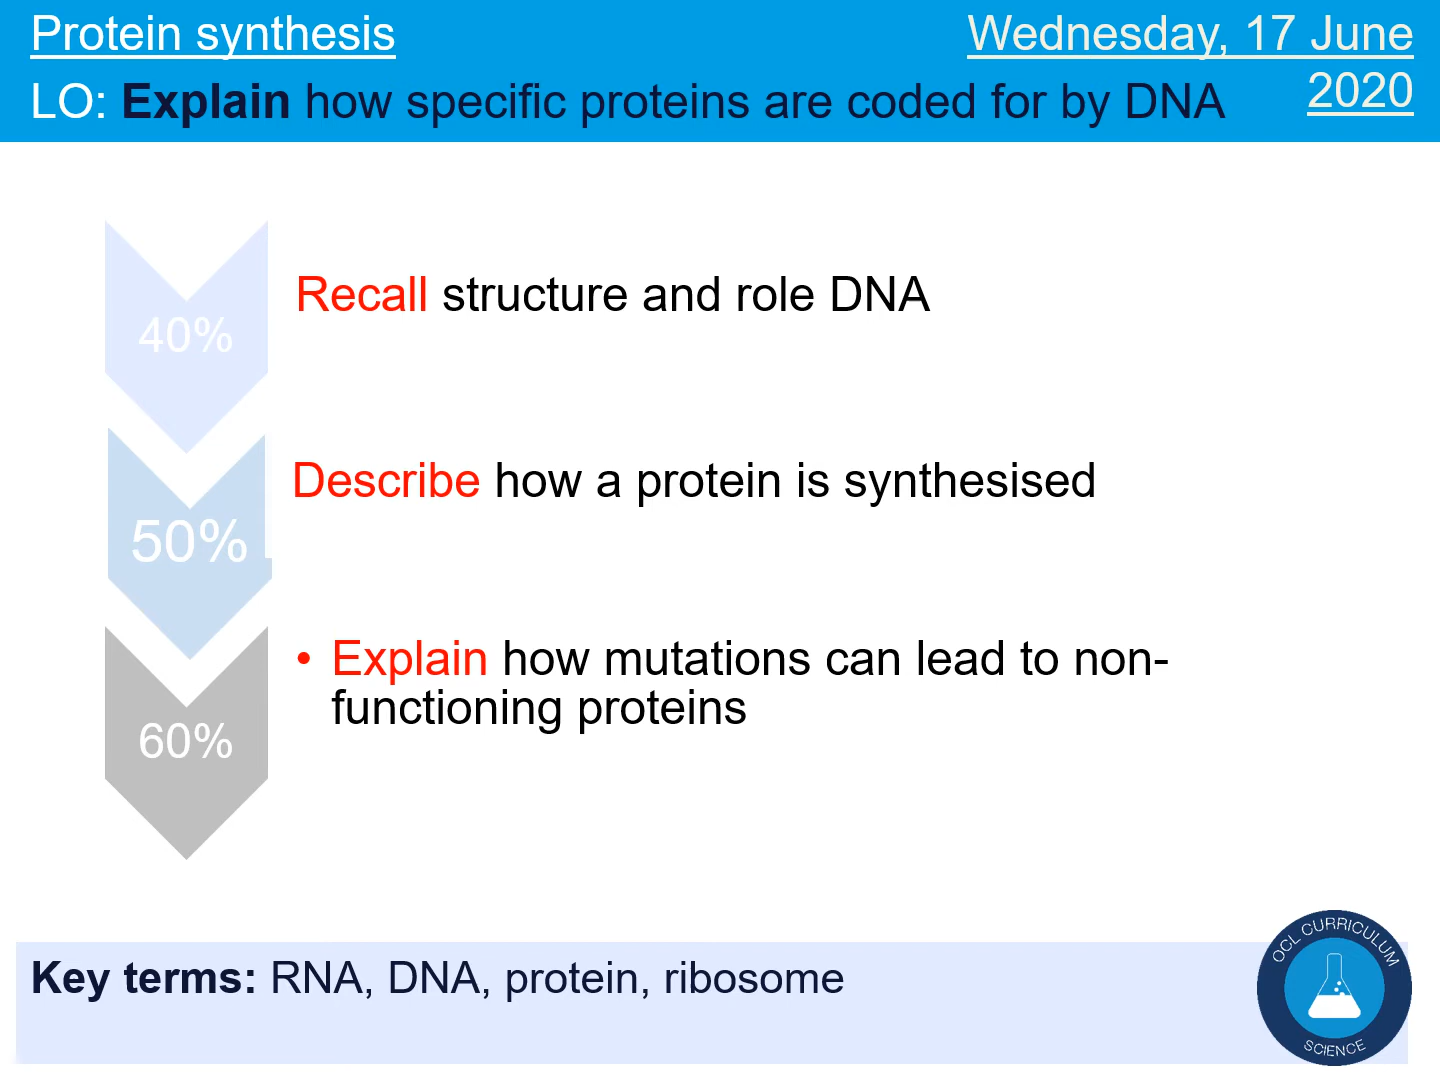 Protein synthesis
Wednesday, 17 June
2020
LO: Explain how specific proteins are coded for by DNA
40%
Recall structure and role DNA
50%
Describe how a protein is synthesised
60%
• Explain how mutations can lead to non-
functioning proteins
Key terms: RNA, DNA, protein, ribosome
OCL CURRICULUM
SCIENCE